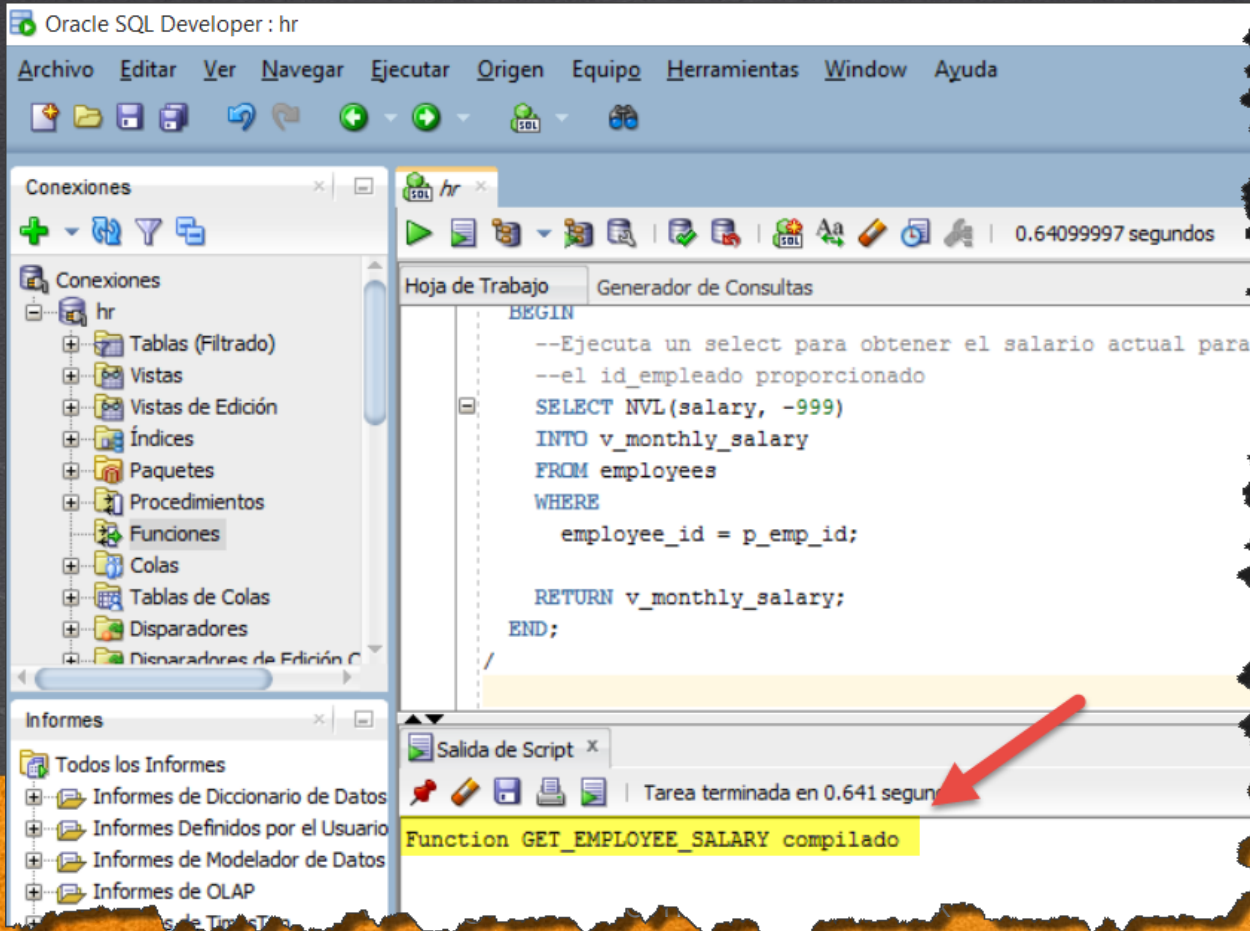 Oracle SQL Developer : hr
Archivo Editar Ver Navegar Ejecutar Origen Equipo Herramientas Window Ayuda
Conexiones
Conexiones
hr
Tablas (Filtrado)
Vistas
Vistas de Edición
Índices
Paquetes
Procedimientos
Funciones
Colas
Tablas de Colas
Disparadores
Disparadores de Edición C
Informes
Todos los Informes
Informes de Diccionario de Datos
Informes Definidos por el Usuario
Informes de Modelador de Datos
Informes de OLAP
hr
0.64099997 segundos
Hoja de Trabajo Generador de Consultas
BEGIN
--Ejecuta un select para obtener el salario actual para
--el id_empleado proporcionado
SELECT NVL(salary, -999)
INTO v_monthly_salary
FROM employees
WHERE
employee_id = p_emp_id;
RETURN v_monthly_salary;
END;
/
Salida de Script
Tarea terminada en 0.641 segun
Function GET_EMPLOYEE_SALARY compilado